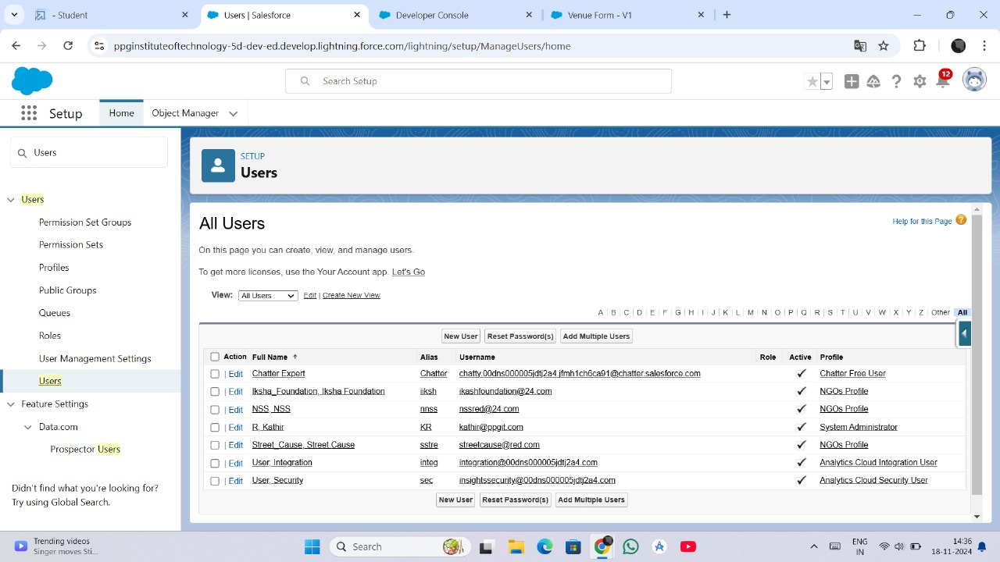 - Student
Users | Salesforce
Developer Console
Venue Form - V1
ppginstituteoftechnology-5d-dev-ed.develop.lightning.force.com/lightning/setup/ManageUsers/home
Search Setup
12
Setup
Home
Object Manager
Users
SETUP
Users
Users
Permission Set Groups
Permission Sets
Profiles
Public Groups
Queues
Roles
User Management Settings
Users
Feature Settings
Data.com
Prospector Users
Didn't find what you're looking for?
Try using Global Search.
All Users
Help for this Page
On this page you can create, view, and manage users.
To get more licenses, use the Your Account app. Let's Go
View: All Users Edit | Create New View
A B C D E F G H I J K L M N O P Q R S T U V W X Y Z Other All
New User Reset Password(s) Add Multiple Users
Action Full Name Alias Username Role Active Profile
| Edit Chatter Expert Chatter chatty.00dns000005jdtj2a4.jfmh1ch6ca91@chatter.salesforce.com Chatter Free User
| Edit Iksha_Foundation, Iksha Foundation iiksh ikashfoundation@24.com NGOs Profile
| Edit NSS, NSS nnss nssred@24.com NGOs Profile
| Edit R, Kathir KR kathir@ppgit.com System Administrator
| Edit Street_Cause, Street Cause sstre streetcause@red.com NGOs Profile
| Edit User, Integration integ integration@00dns000005jdtj2a4.com Analytics Cloud Integration User
| Edit User, Security sec insightssecurity@00dns000005jdtj2a4.com Analytics Cloud Security User
New User Reset Password(s) Add Multiple Users
Trending videos
Singer moves Sti...
Search
ENG
IN
14:36
18-11-2024